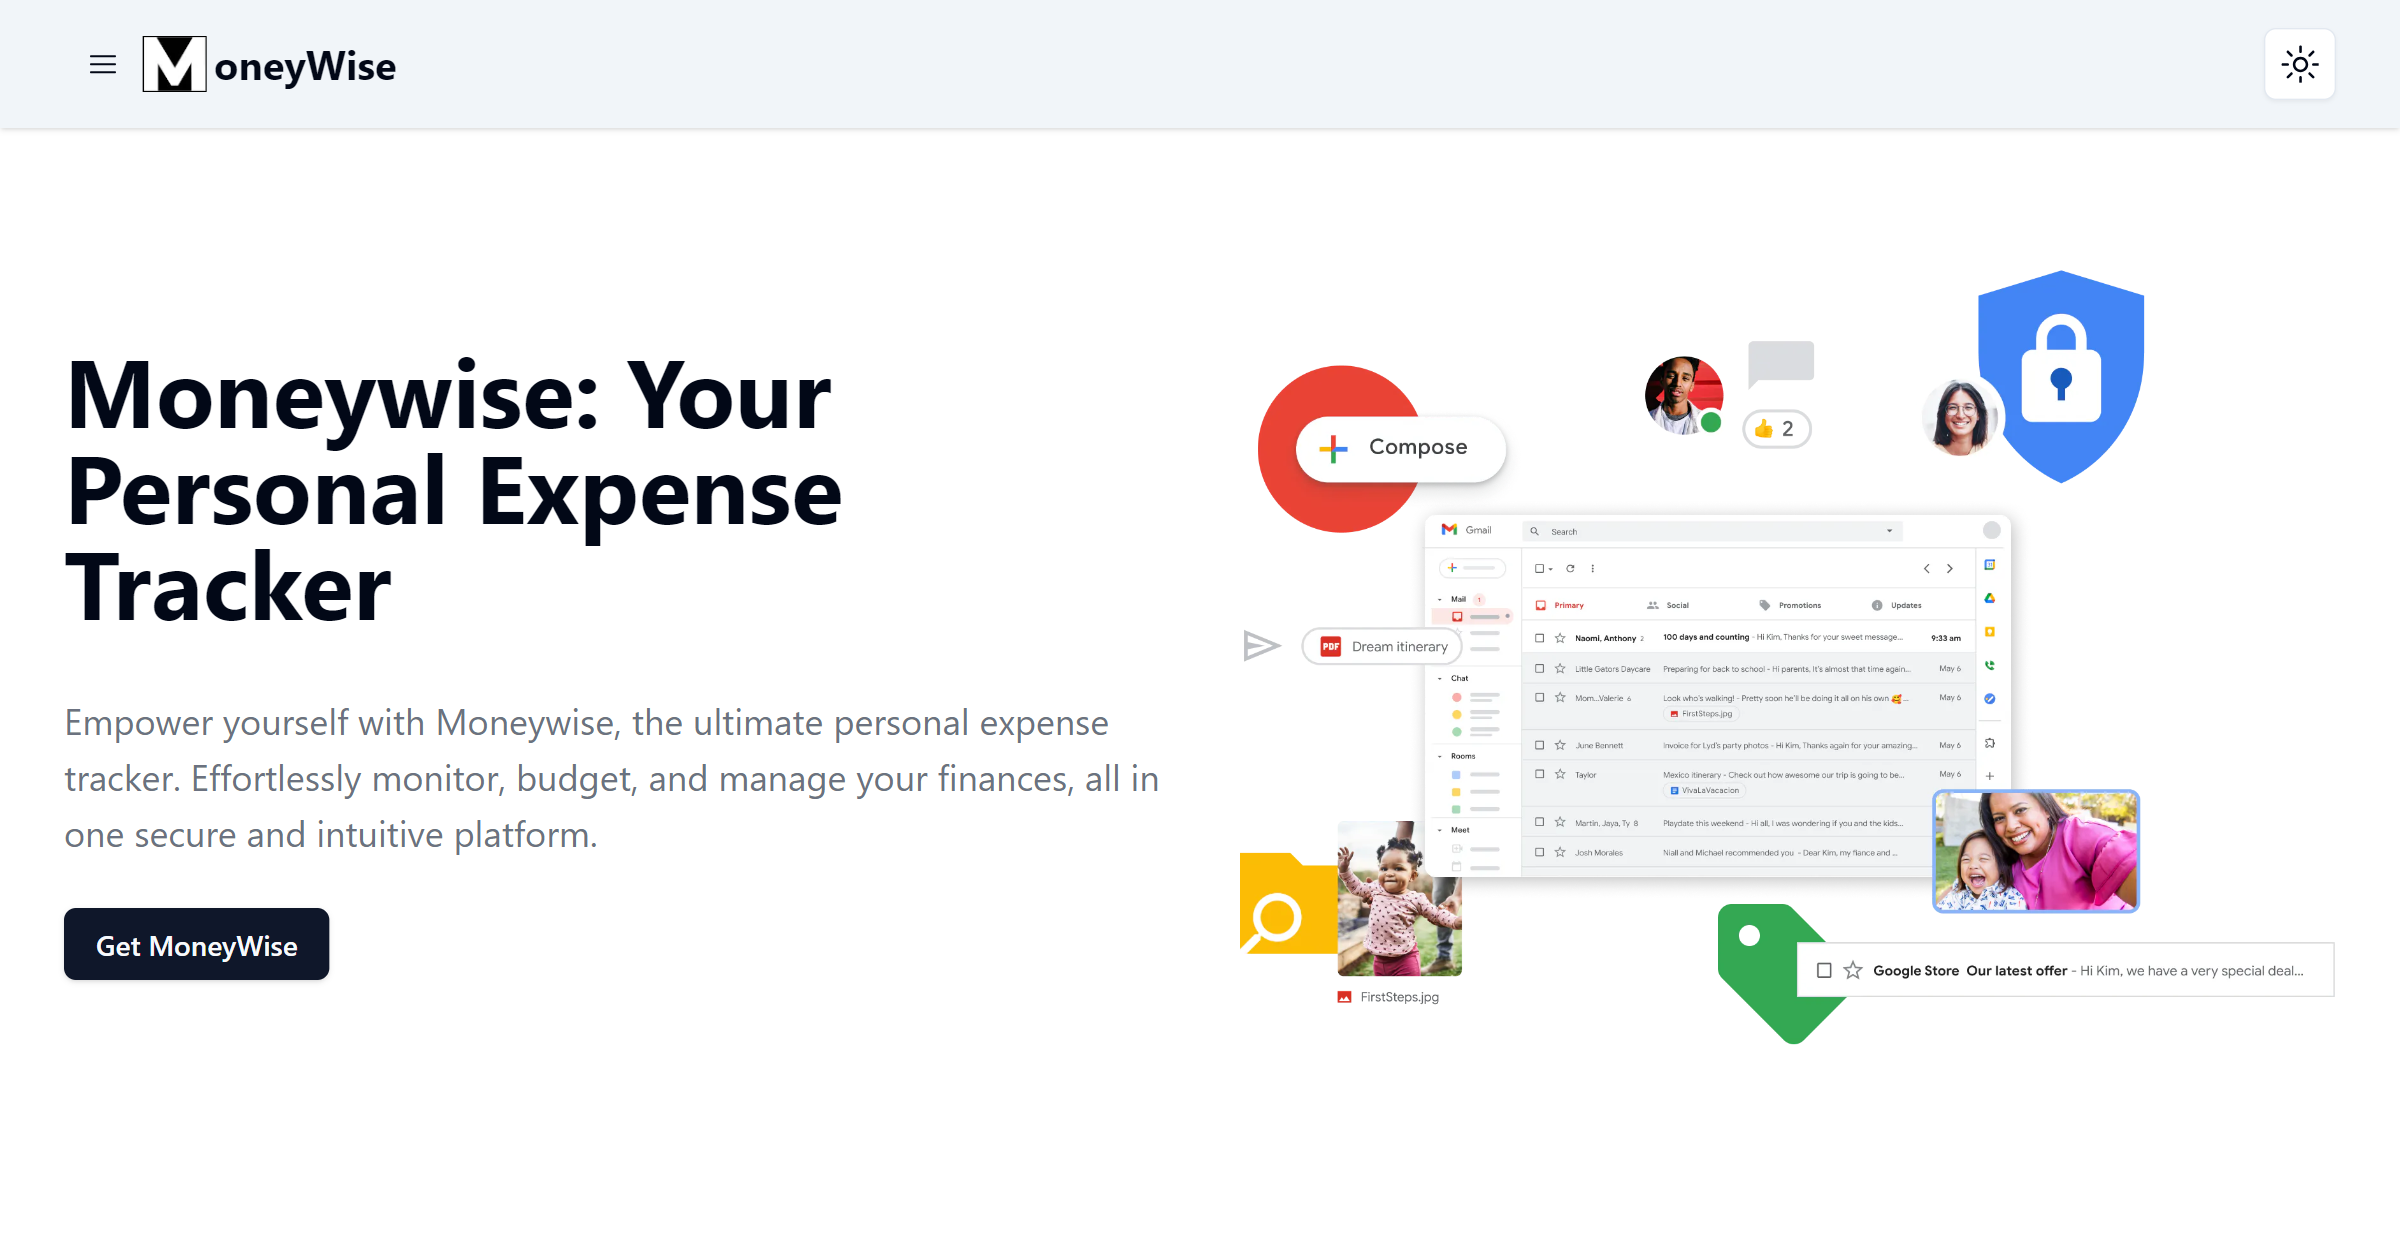 MoneyWise
Moneywise: Your
Personal Expense
Tracker
Empower yourself with Moneywise, the ultimate personal expense
tracker. Effortlessly monitor, budget, and manage your finances, all in
one secure and intuitive platform.
Get MoneyWise
Compose
2
Gmail
Search
Mail 1
Primary Social Promotions Updates
Naomi, Anthony 2 100 days and counting - Hi Kim, Thanks for your sweet message... 9:33 am
PDF Dream itinerary
Little Gators Daycare Preparing for back to school - Hi parents, it's almost that time again... May 6
Chat
Mom...Valerie 6 Look who's walking! - Pretty soon he'll be doing it all on his own 🥰... May 6
FirstSteps.jpg
June Bennett Invoice for Lyd's party photos - Hi Kim, Thanks again for your amazing... May 6
Rooms
Taylor Mexico itinerary - Check out how awesome our trip is going to be... May 6
VivaLaVacacion
Martin, Jaya, Ty 8 Playdate this weekend - Hi all, I was wondering if you and the kids...
Meet
Josh Morales Niall and Michael recommended you - Dear Kim, my fiance and ...
FirstSteps.jpg
Google Store Our latest offer - Hi Kim, we have a very special deal...